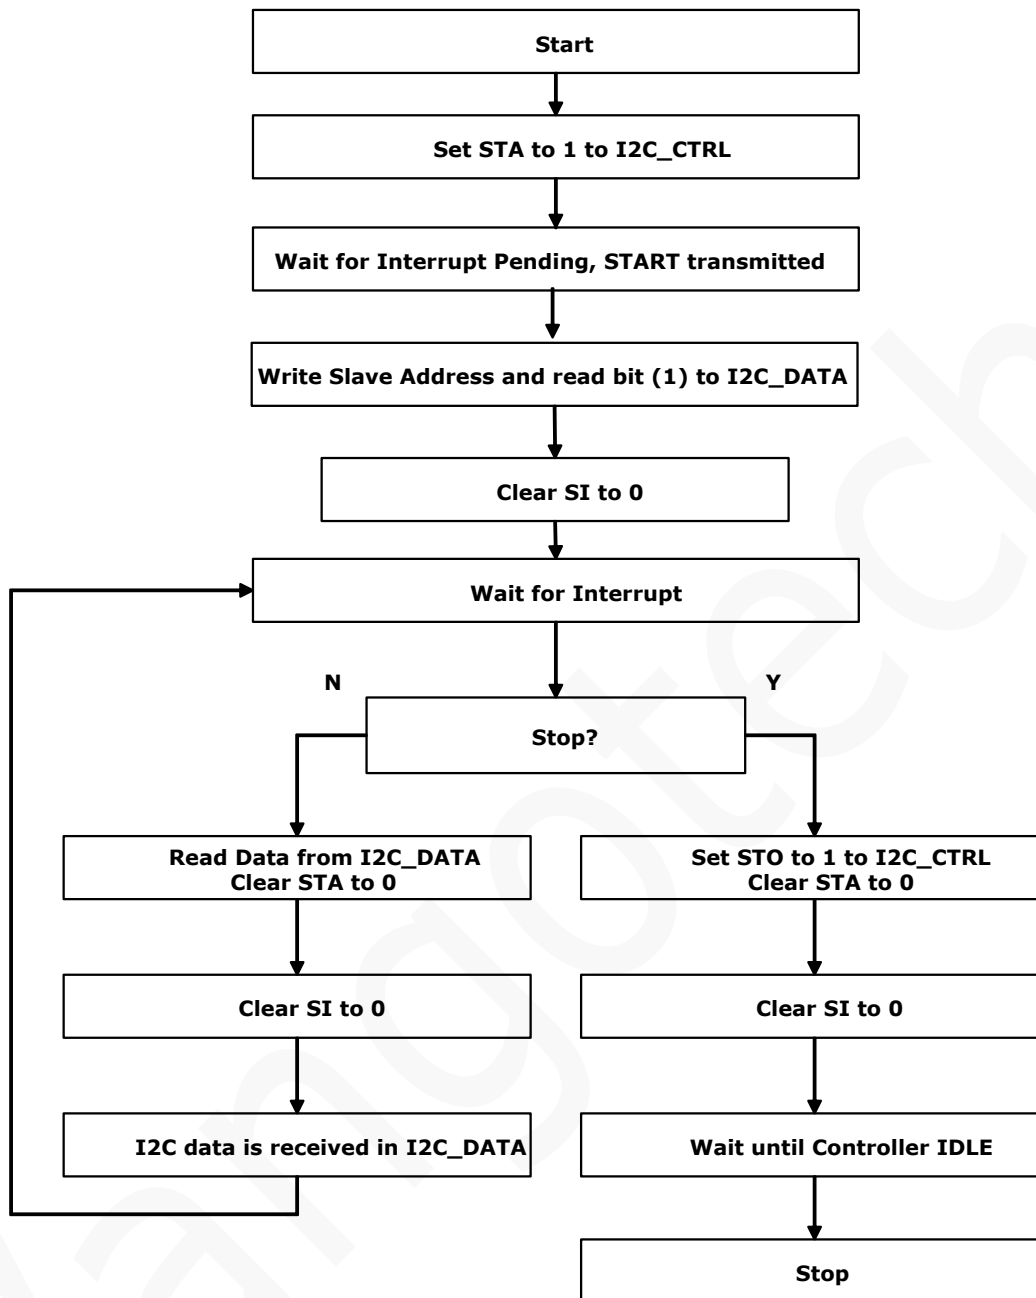 Start
Set STA to 1 to I2C_CTRL
Wait for Interrupt Pending, START transmitted
Write Slave Address and read bit (1) to I2C_DATA
Clear SI to 0
Wait for Interrupt
N
Y
Stop?
Read Data from I2C_DATA
Clear STA to 0
Set STO to 1 to I2C_CTRL
Clear STA to 0
Clear SI to 0
Clear SI to 0
I2C data is received in I2C_DATA
Wait until Controller IDLE
Stop